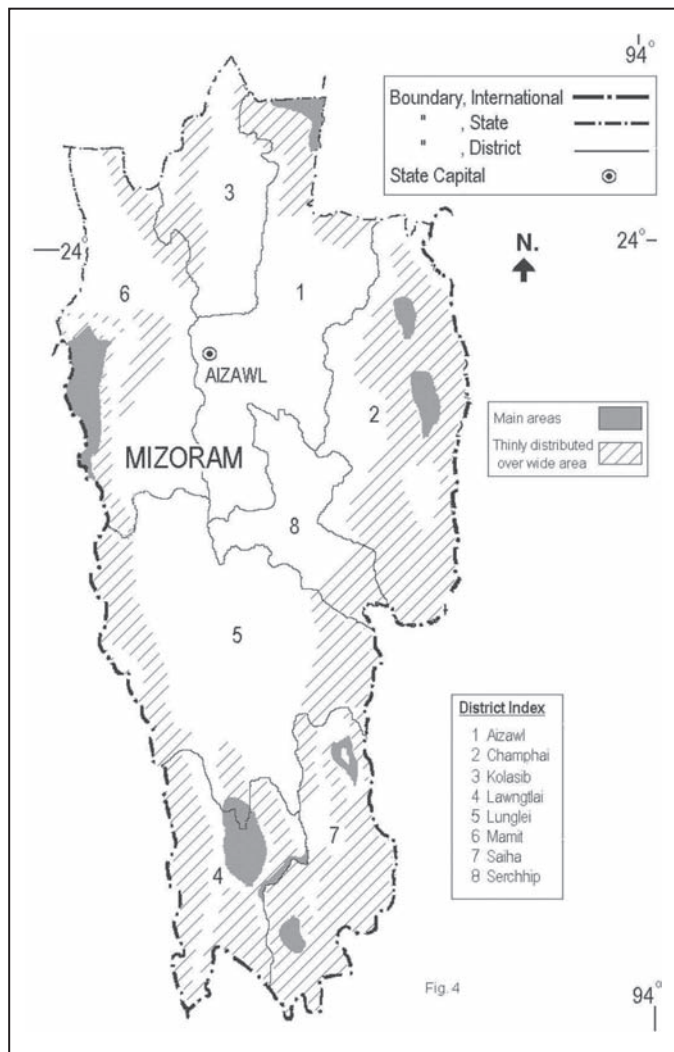 94°
Boundary, International
" , State
" , District
State Capital
3
24°
N.
24°
1
6
AIZAWL
2
Main areas
Thinly distributed
over wide area
MIZORAM
8
5
District Index
1 Aizawl
2 Champhai
3 Kolasib
4 Lawngtlai
5 Lunglei
6 Mamit
7 Saiha
8 Serchhip
7
4
Fig. 4
94°